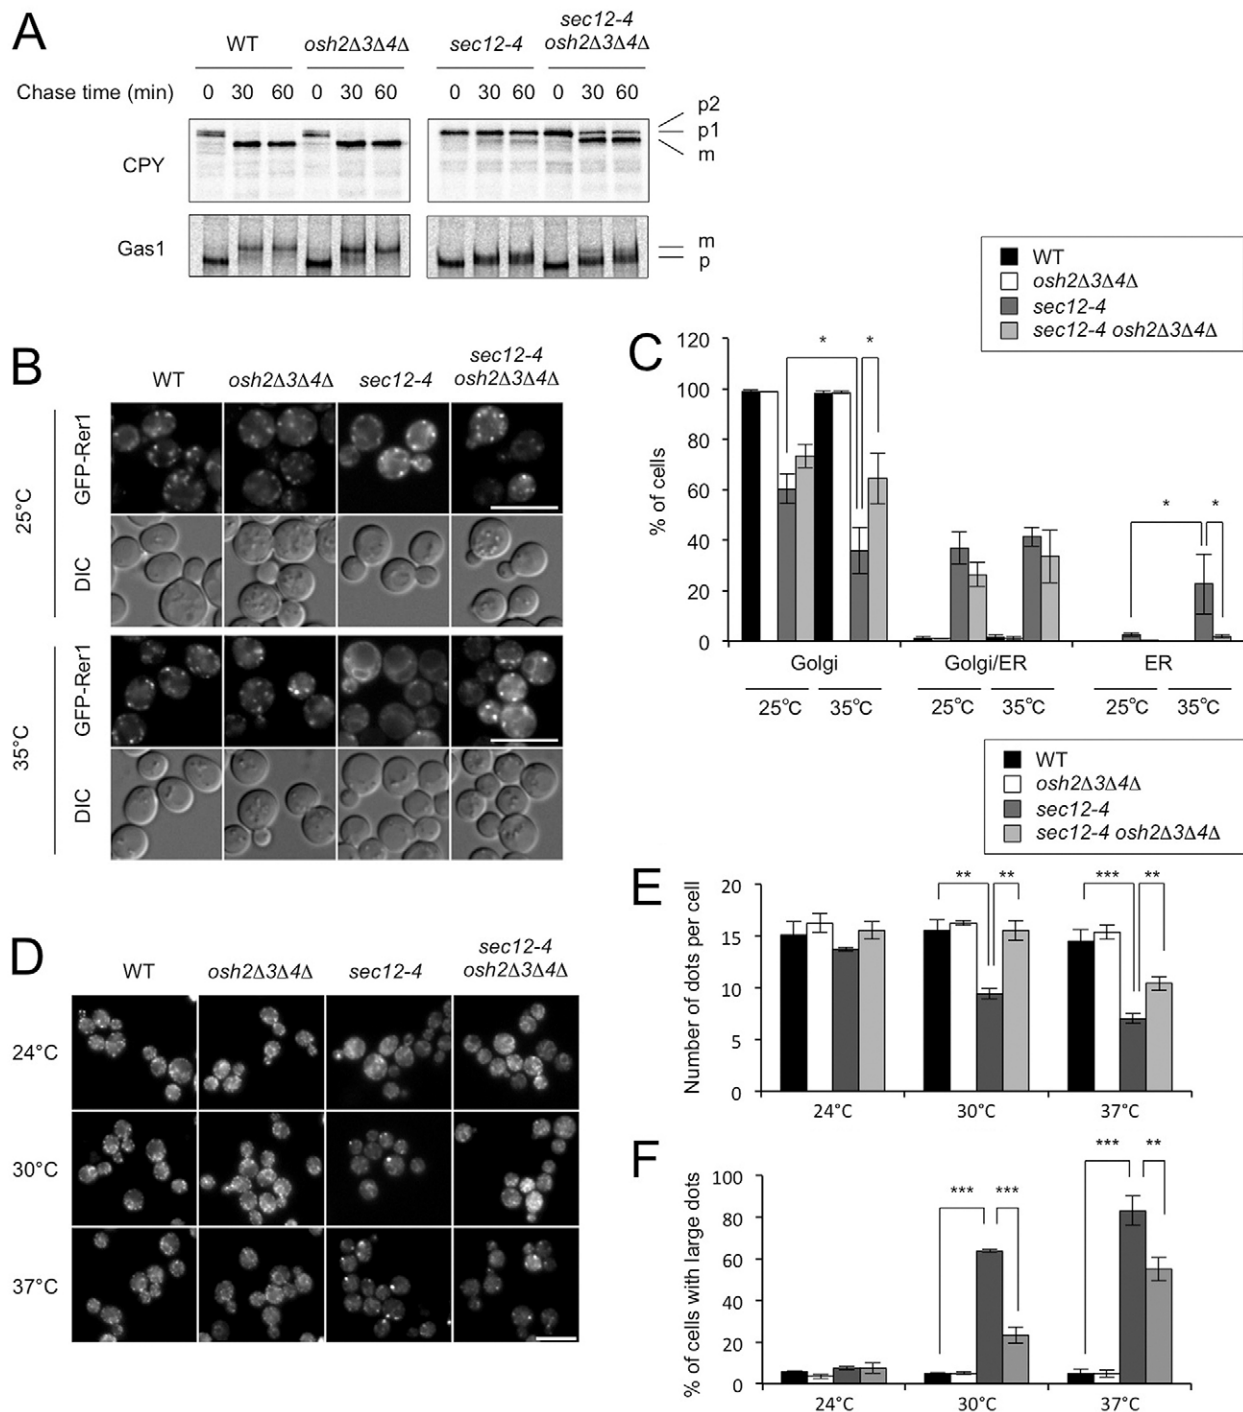 A
WT
osh2Δ3Δ4Δ
sec12-4
sec12-4
osh2Δ3Δ4Δ
Chase time (min)
0 30 60 0 30 60 0 30 60 0 30 60
CPY
p2
p1
m
Gas1
m
p
WT
osh2Δ3Δ4Δ
sec12-4
sec12-4 osh2Δ3Δ4Δ
B
WT
osh2Δ3Δ4Δ
sec12-4
sec12-4
osh2Δ3Δ4Δ
25°C
GFP-Rer1
DIC
35°C
GFP-Rer1
DIC
C
% of cells
120
100
80
60
40
20
0
* *
* *
Golgi Golgi/ER ER
25°C 35°C 25°C 35°C 25°C 35°C
WT
osh2Δ3Δ4Δ
sec12-4
sec12-4 osh2Δ3Δ4Δ
D
WT
osh2Δ3Δ4Δ
sec12-4
sec12-4
osh2Δ3Δ4Δ
24°C
30°C
37°C
E
Number of dots per cell
20
15
10
5
0
** ** *** **
24°C 30°C 37°C
F
% of cells with large dots
100
80
60
40
20
0
*** *** *** **
24°C 30°C 37°C